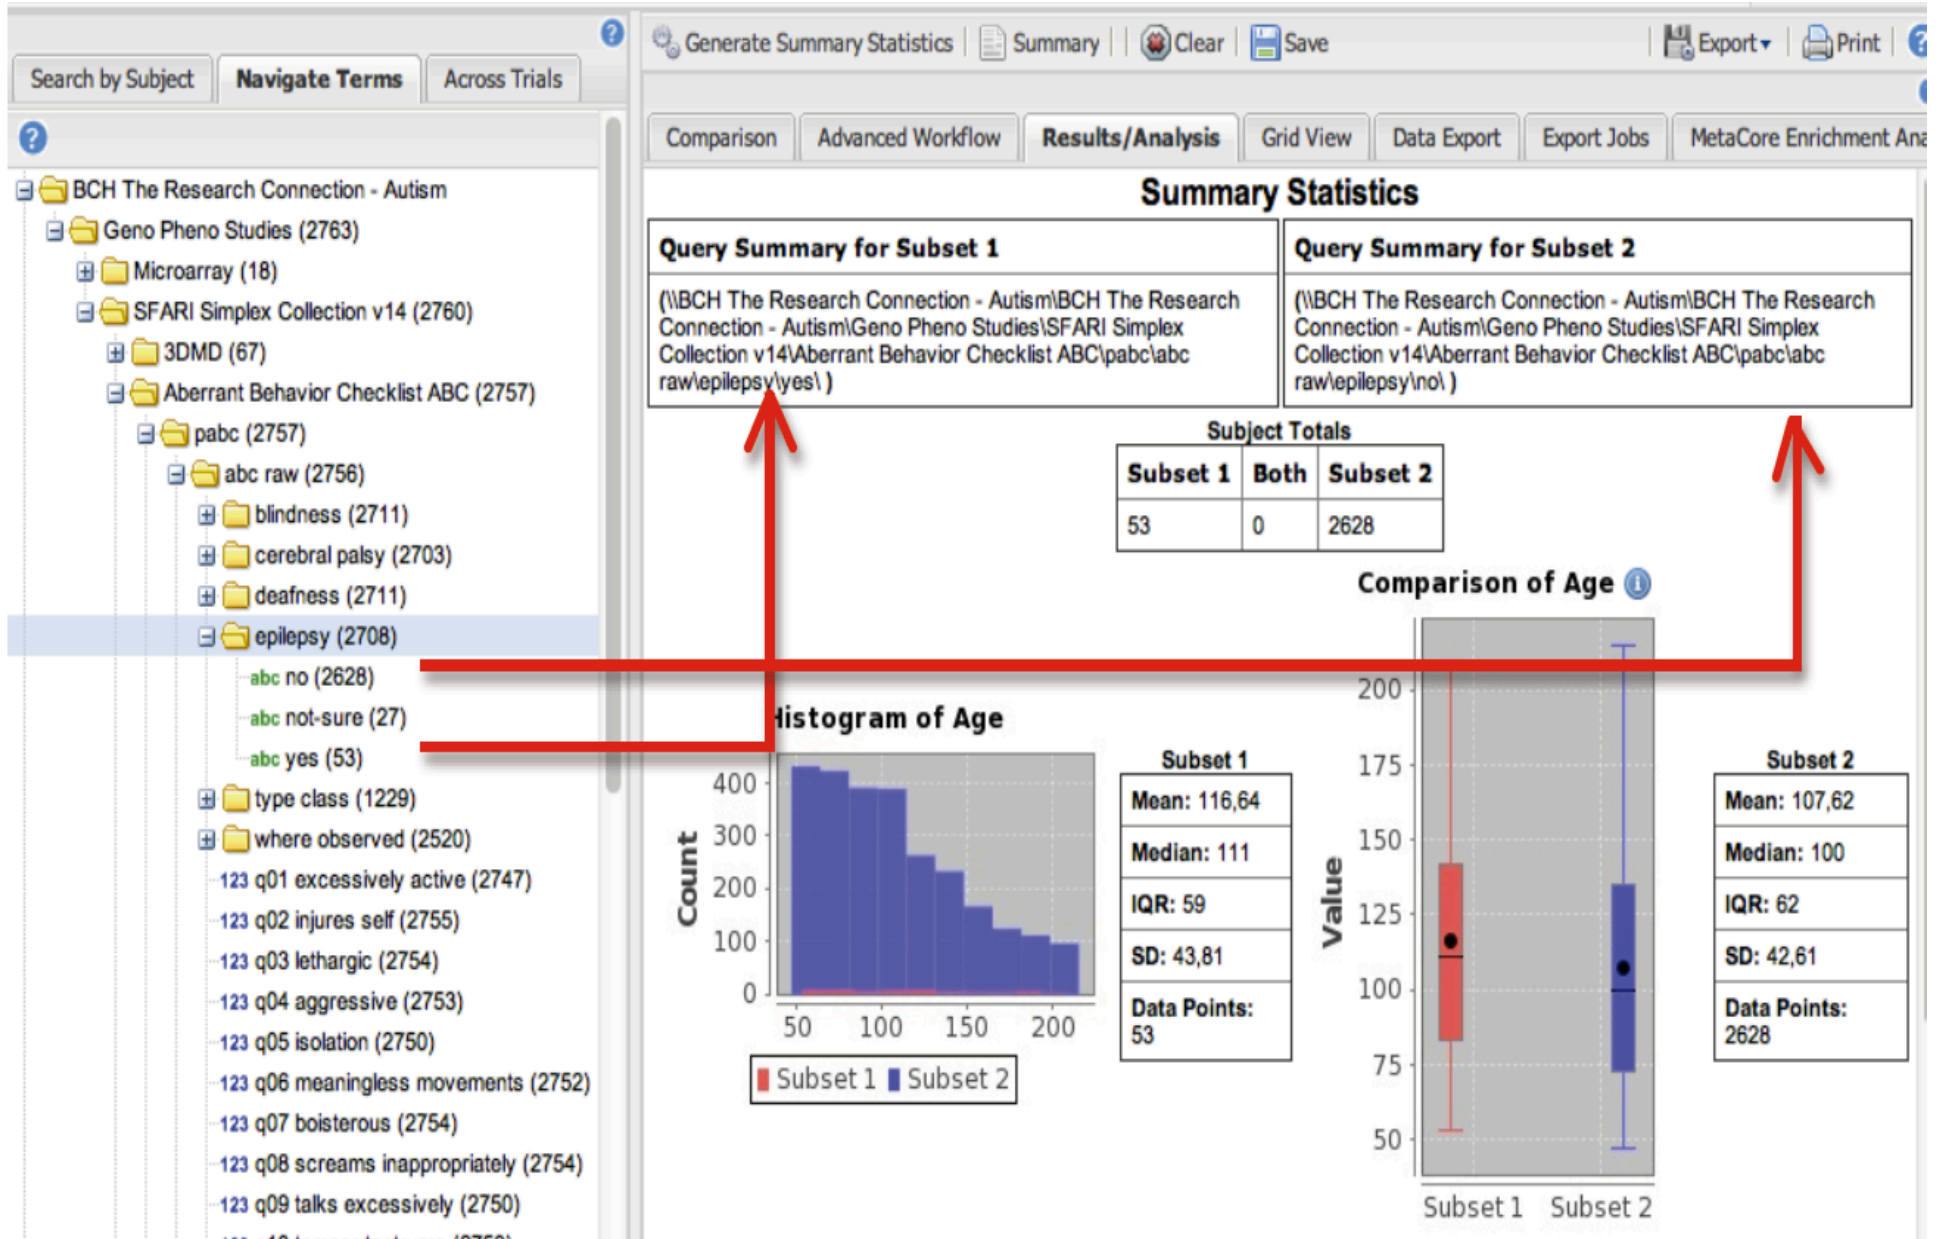 Search by Subject
Navigate Terms
Across Trials
BCH The Research Connection - Autism
Geno Pheno Studies (2763)
Microarray (18)
SFARI Simplex Collection v14 (2760)
3DMD (67)
Aberrant Behavior Checklist ABC (2757)
pabc (2757)
abc raw (2756)
blindness (2711)
cerebral palsy (2703)
deafness (2711)
epilepsy (2708)
abc no (2628)
abc not-sure (27)
abc yes (53)
type class (1229)
where observed (2520)
123 q01 excessively active (2747)
123 q02 injures self (2755)
123 q03 lethargic (2754)
123 q04 aggressive (2753)
123 q05 isolation (2750)
123 q06 meaningless movements (2752)
123 q07 boisterous (2754)
123 q08 screams inappropriately (2754)
123 q09 talks excessively (2750)
Generate Summary Statistics
Summary
Clear
Save
Export
Print
Comparison
Advanced Workflow
Results/Analysis
Grid View
Data Export
Export Jobs
MetaCore Enrichment Ana
Summary Statistics
Query Summary for Subset 1
(\\BCH The Research Connection - Autism\BCH The Research
Connection - Autism\Geno Pheno Studies\SFARI Simplex
Collection v14\Aberrant Behavior Checklist ABC\pabc\abc
raw\epilepsy\yes\ )
Query Summary for Subset 2
(\\BCH The Research Connection - Autism\BCH The Research
Connection - Autism\Geno Pheno Studies\SFARI Simplex
Collection v14\Aberrant Behavior Checklist ABC\pabc\abc
raw\epilepsy\no\ )
Subject Totals
Subset 1 Both Subset 2
53 0 2628
Histogram of Age
Count
400
300
200
100
0
50 100 150 200
Subset 1 Subset 2
Subset 1
Mean: 116,64
Median: 111
IQR: 59
SD: 43,81
Data Points:
53
Comparison of Age
Value
200
175
150
125
100
75
50
Subset 1 Subset 2
Subset 2
Mean: 107,62
Median: 100
IQR: 62
SD: 42,61
Data Points:
2628